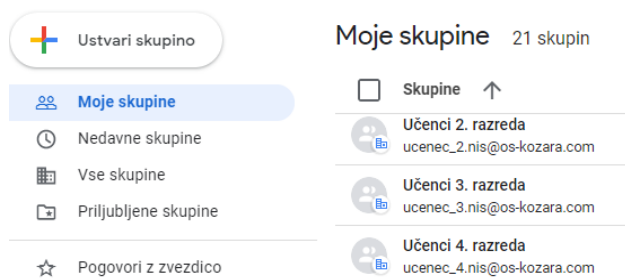 Ustvari skupino
Moje skupine
Nedavne skupine
Vse skupine
Priljubljene skupine
Pogovori z zvezdico
Moje skupine 21 skupin
Skupine
Učenci 2. razreda
ucenec_2.nis@os-kozara.com
Učenci 3. razreda
ucenec_3.nis@os-kozara.com
Učenci 4. razreda
ucenec_4.nis@os-kozara.com